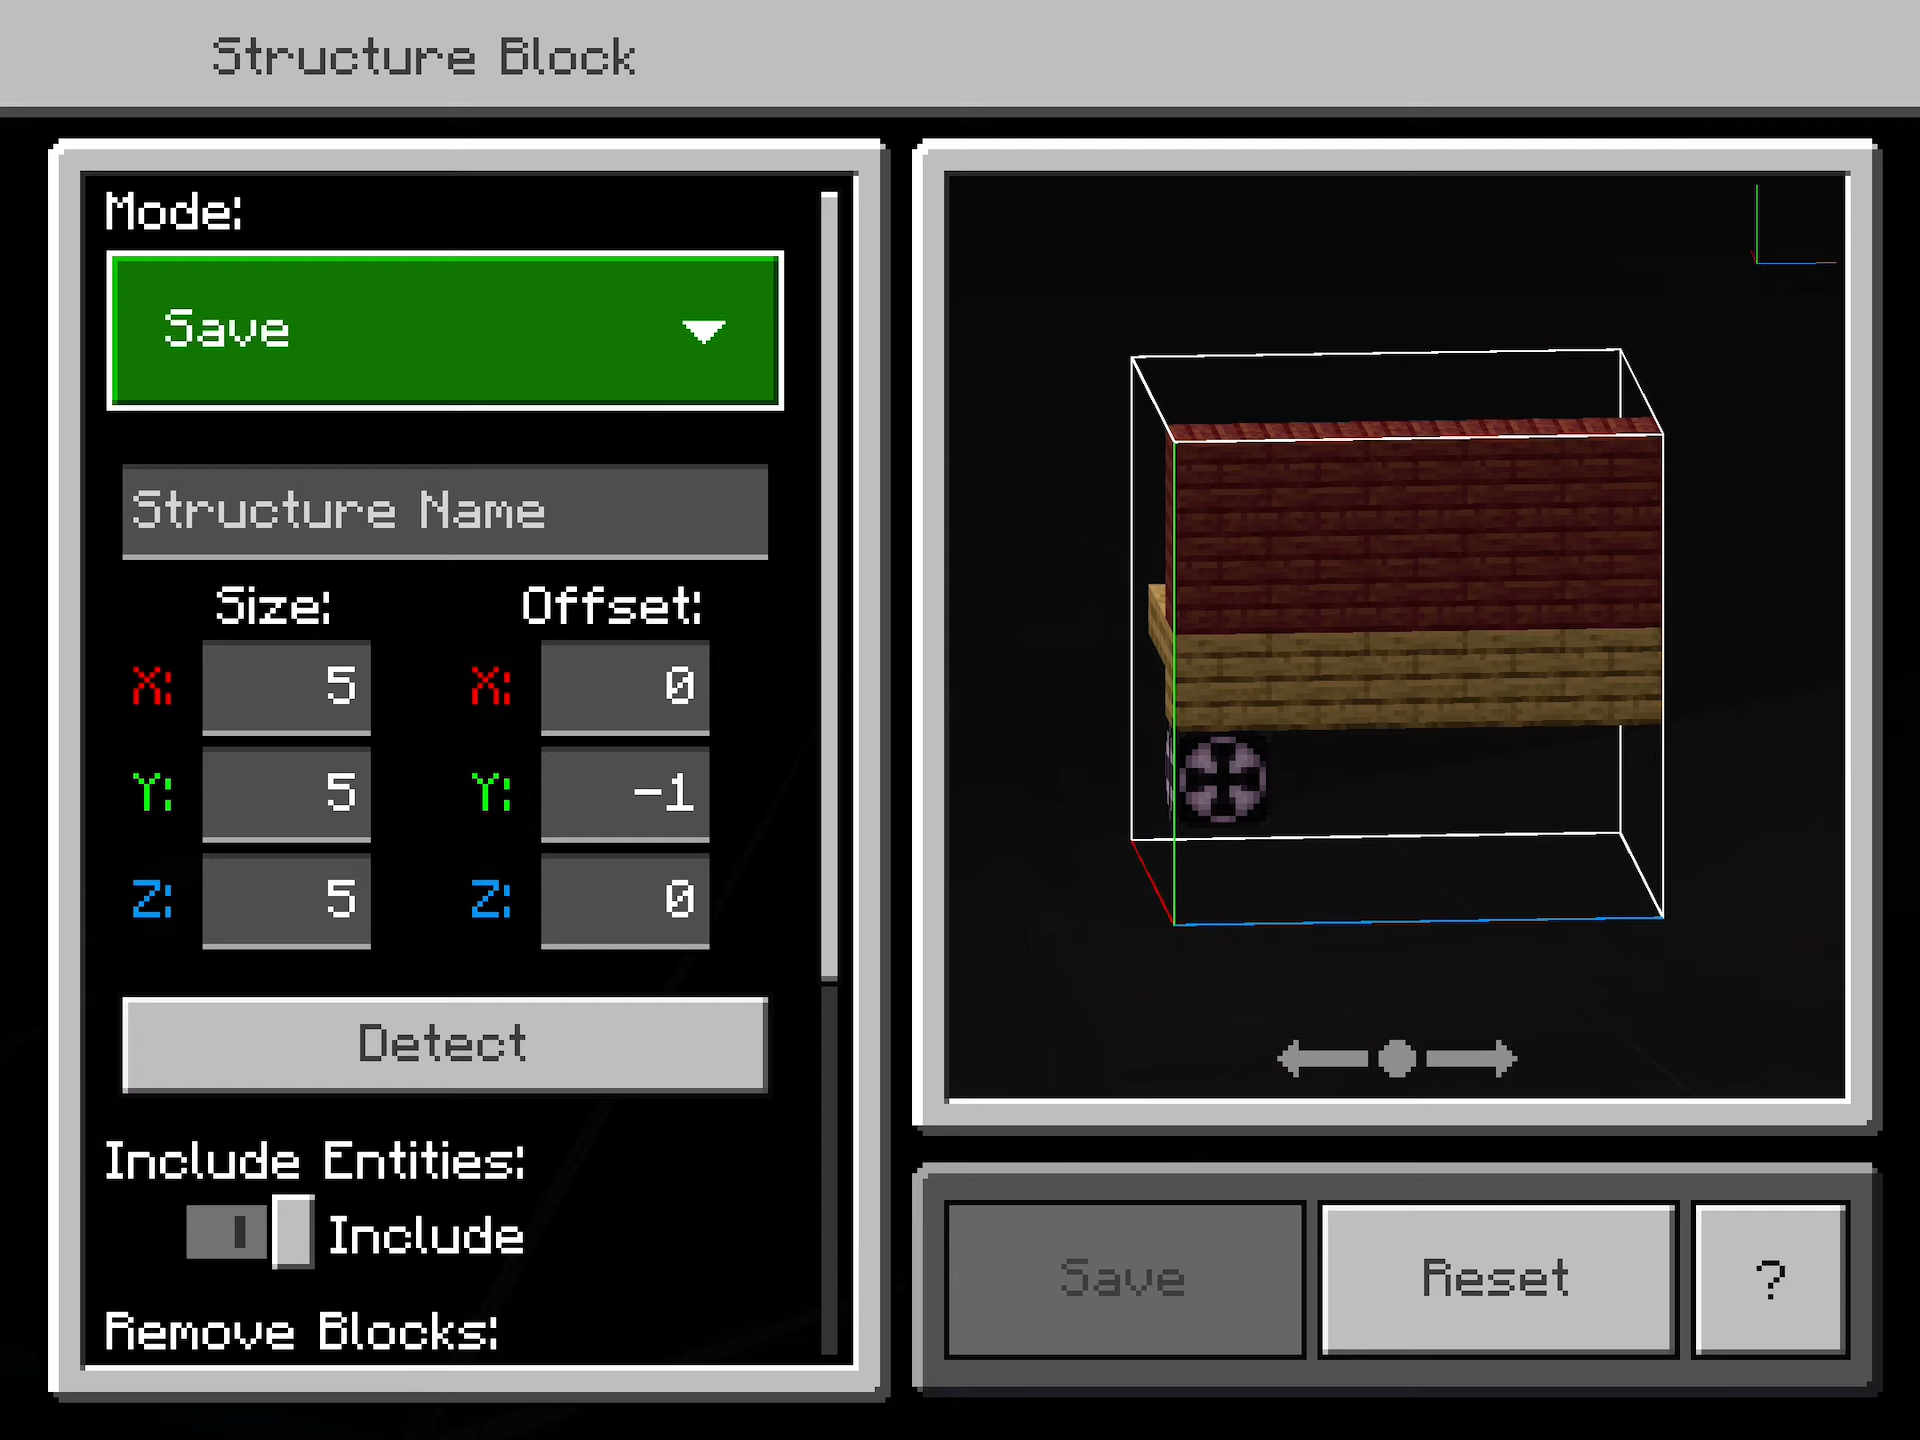 Structure Block
Mode:
Save
Structure Name
Size: Offset:
X: 5 X: 0
Y: 5 Y: -1
Z: 5 Z: 0
Detect
Include Entities:
Include
Remove Blocks:
Save Reset ?